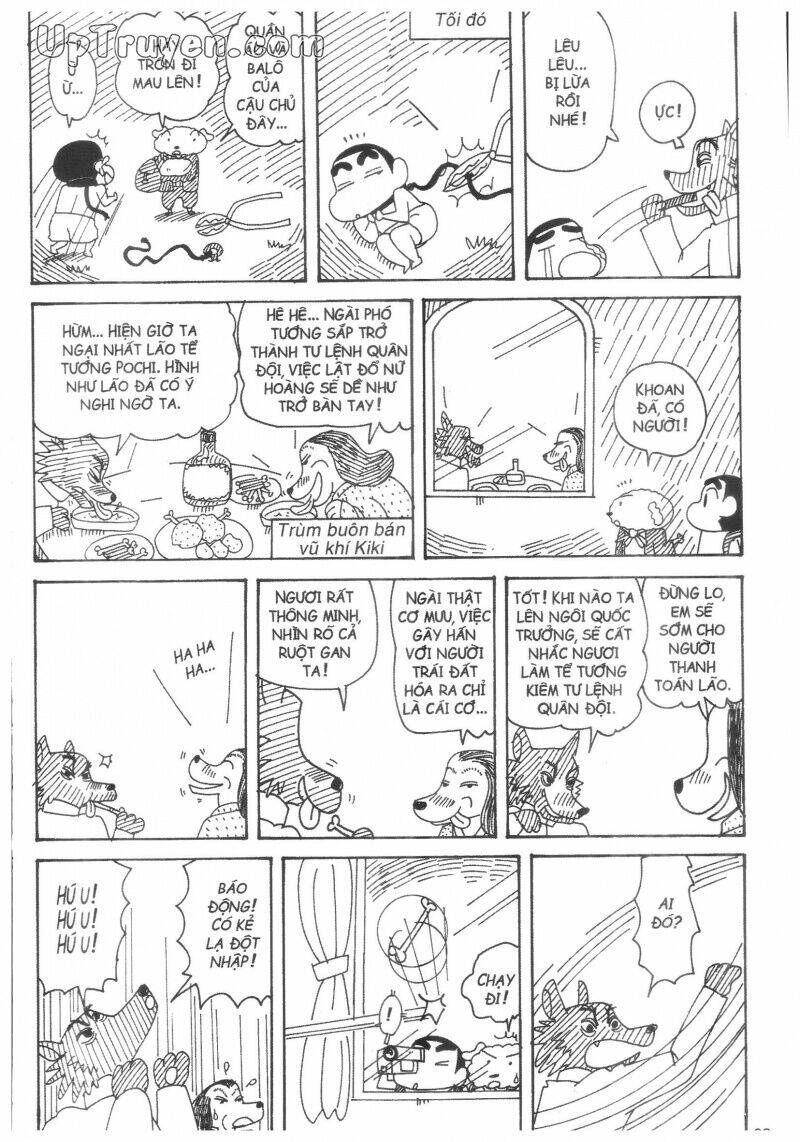 UpTruyen.com
LÊU
LÊU...
BỊ LỪA
RỒI
NHÉ!
ỰC!
Tối đó
QUẦN
ÁO VÀ
BALÔ
CỦA
CẬU CHỦ
ĐÂY...
HÃY
TRỐN ĐI
MAU LÊN!
Ừ...
KHOAN
ĐÃ, CÓ
NGƯỜI!
HÊ HÊ... NGÀI PHÓ
TƯỚNG SẮP TRỞ
THÀNH TƯ LỆNH QUÂN
ĐỘI, VIỆC LẬT ĐỔ NỮ
HOÀNG SẼ DỄ NHƯ
TRỞ BÀN TAY!
HỪM... HIỆN GIỜ TA
NGẠI NHẤT LÃO TỂ
TƯỚNG POCHI. HÌNH
NHƯ LÃO ĐÃ CÓ Ý
NGHI NGỜ TA.
Trùm buôn bán
vũ khí Kiki
ĐỪNG LO,
EM SẼ
SỚM CHO
NGƯỜI
THANH
TOÁN LÃO.
TỐT! KHI NÀO TA
LÊN NGÔI QUỐC
TRƯỞNG, SẼ CẤT
NHẮC NGƯƠI
LÀM TỂ TƯỚNG
KIÊM TƯ LỆNH
QUÂN ĐỘI.
NGÀI THẬT
CƠ MƯU, VIỆC
GÂY HẤN
VỚI NGƯỜI
TRÁI ĐẤT
HÓA RA CHỈ
LÀ CÁI CỚ...
NGƯƠI RẤT
THÔNG MINH,
NHÌN RÕ CẢ
RUỘT GAN
TA!
HA HA
HA...
AI
ĐÓ?
CHẠY
ĐI!
!
BÁO
ĐỘNG!
CÓ KẺ
LẠ ĐỘT
NHẬP!
HÚ U!
HÚ U!
HÚ U!